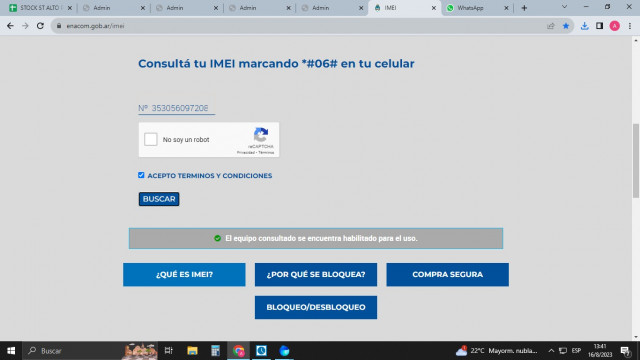 STOCK ST ALTO
Admin
Admin
Admin
Admin
IMEI
WhatsApp
enacom.gob.ar/imei
A
Consultá tu IMEI marcando *#06# en tu celular
Nº 353056097208
No soy un robot
reCAPTCHA
Privacidad - Términos
ACEPTO TERMINOS Y CONDICIONES
BUSCAR
El equipo consultado se encuentra habilitado para el uso.
¿QUÉ ES IMEI?
¿POR QUÉ SE BLOQUEA?
COMPRA SEGURA
BLOQUEO/DESBLOQUEO
Buscar
22°C Mayorm. nubla...
ESP
13:41
16/8/2023